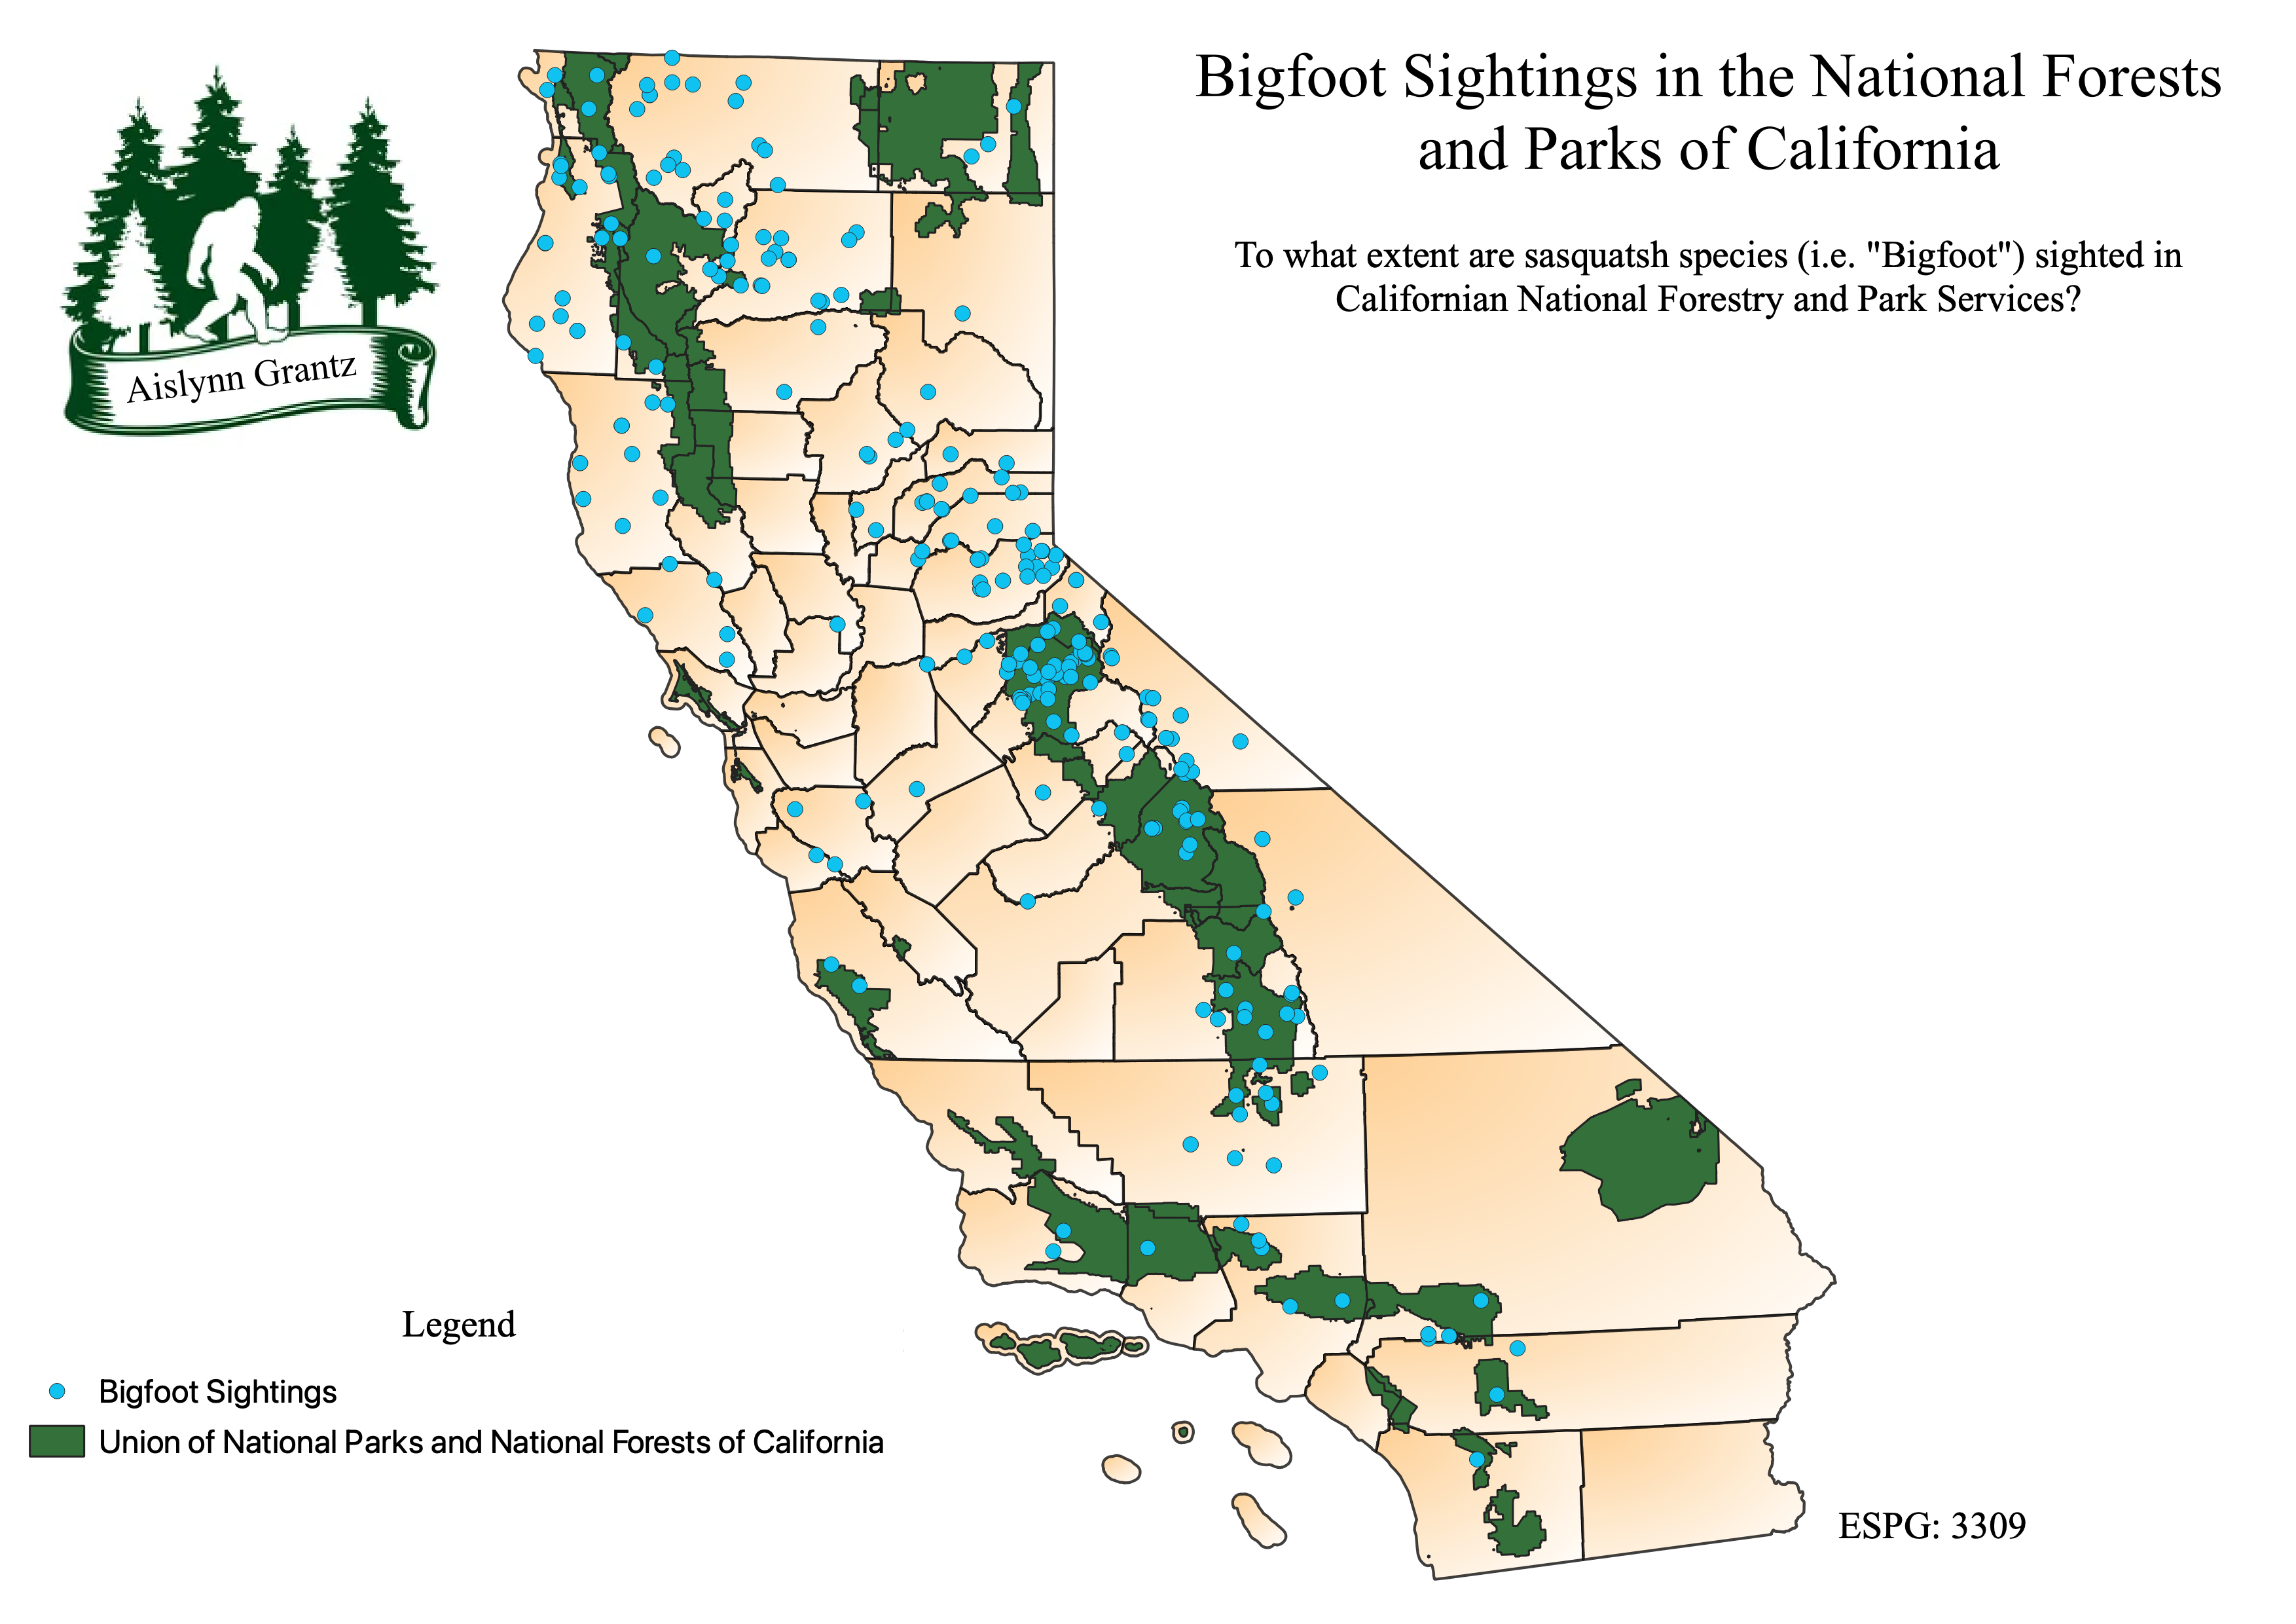 Bigfoot Sightings in the National Forests
and Parks of California
To what extent are sasquatsh species (i.e. "Bigfoot") sighted in
Californian National Forestry and Park Services?
Aislynn Grantz
Legend
Bigfoot Sightings
Union of National Parks and National Forests of California
ESPG: 3309